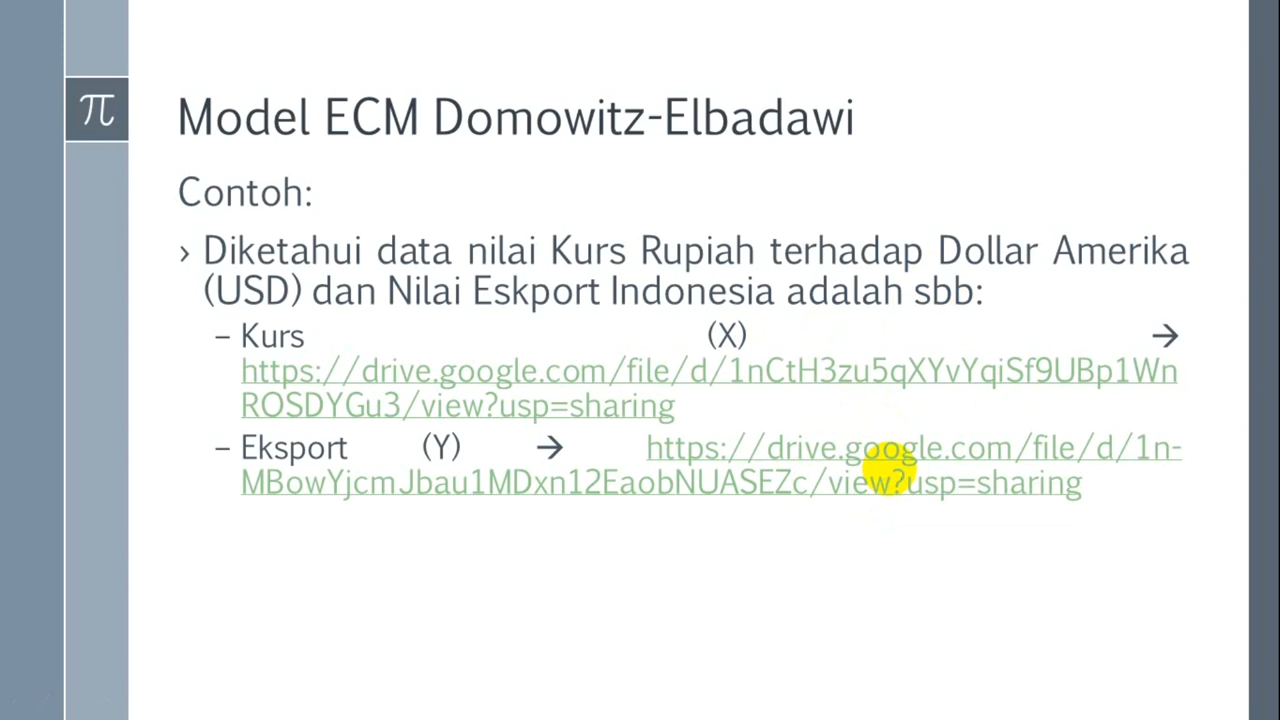 π
Model ECM Domowitz-Elbadawi
Contoh:
› Diketahui data nilai Kurs Rupiah terhadap Dollar Amerika
(USD) dan Nilai Eskport Indonesia adalah sbb:
– Kurs (X) →
https://drive.google.com/file/d/1nCtH3zu5qXYvYqiSf9UBp1Wn
ROSDYGu3/view?usp=sharing
– Eksport (Y) → https://drive.google.com/file/d/1n-
MBowYjcmJbau1MDxn12EaobNUASEZc/view?usp=sharing